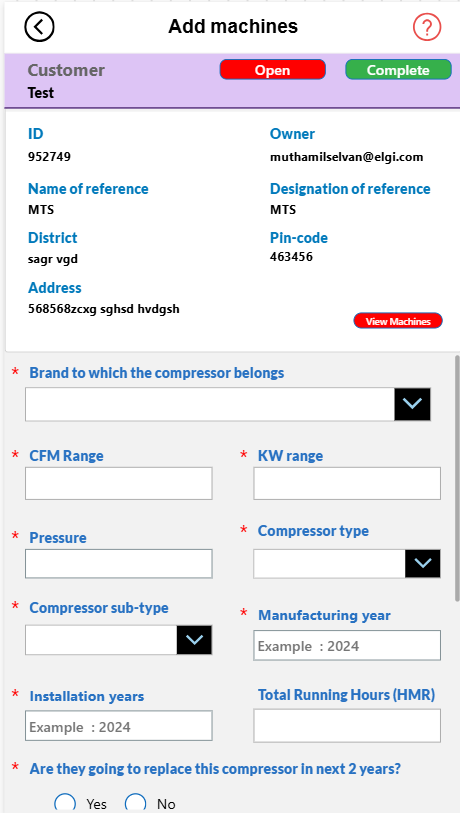 Add machines
?
Customer
Open
Complete
Test
ID
Owner
952749
muthamilselvan@elgi.com
Name of reference
Designation of reference
MTS
MTS
District
Pin-code
sagr vgd
463456
Address
568568zcxg sghsd hvdgsh
View Machines
* Brand to which the compressor belongs
* CFM Range
* KW range
* Pressure
* Compressor type
* Compressor sub-type
* Manufacturing year
Example : 2024
* Installation years
Total Running Hours (HMR)
Example : 2024
* Are they going to replace this compressor in next 2 years?
Yes
No